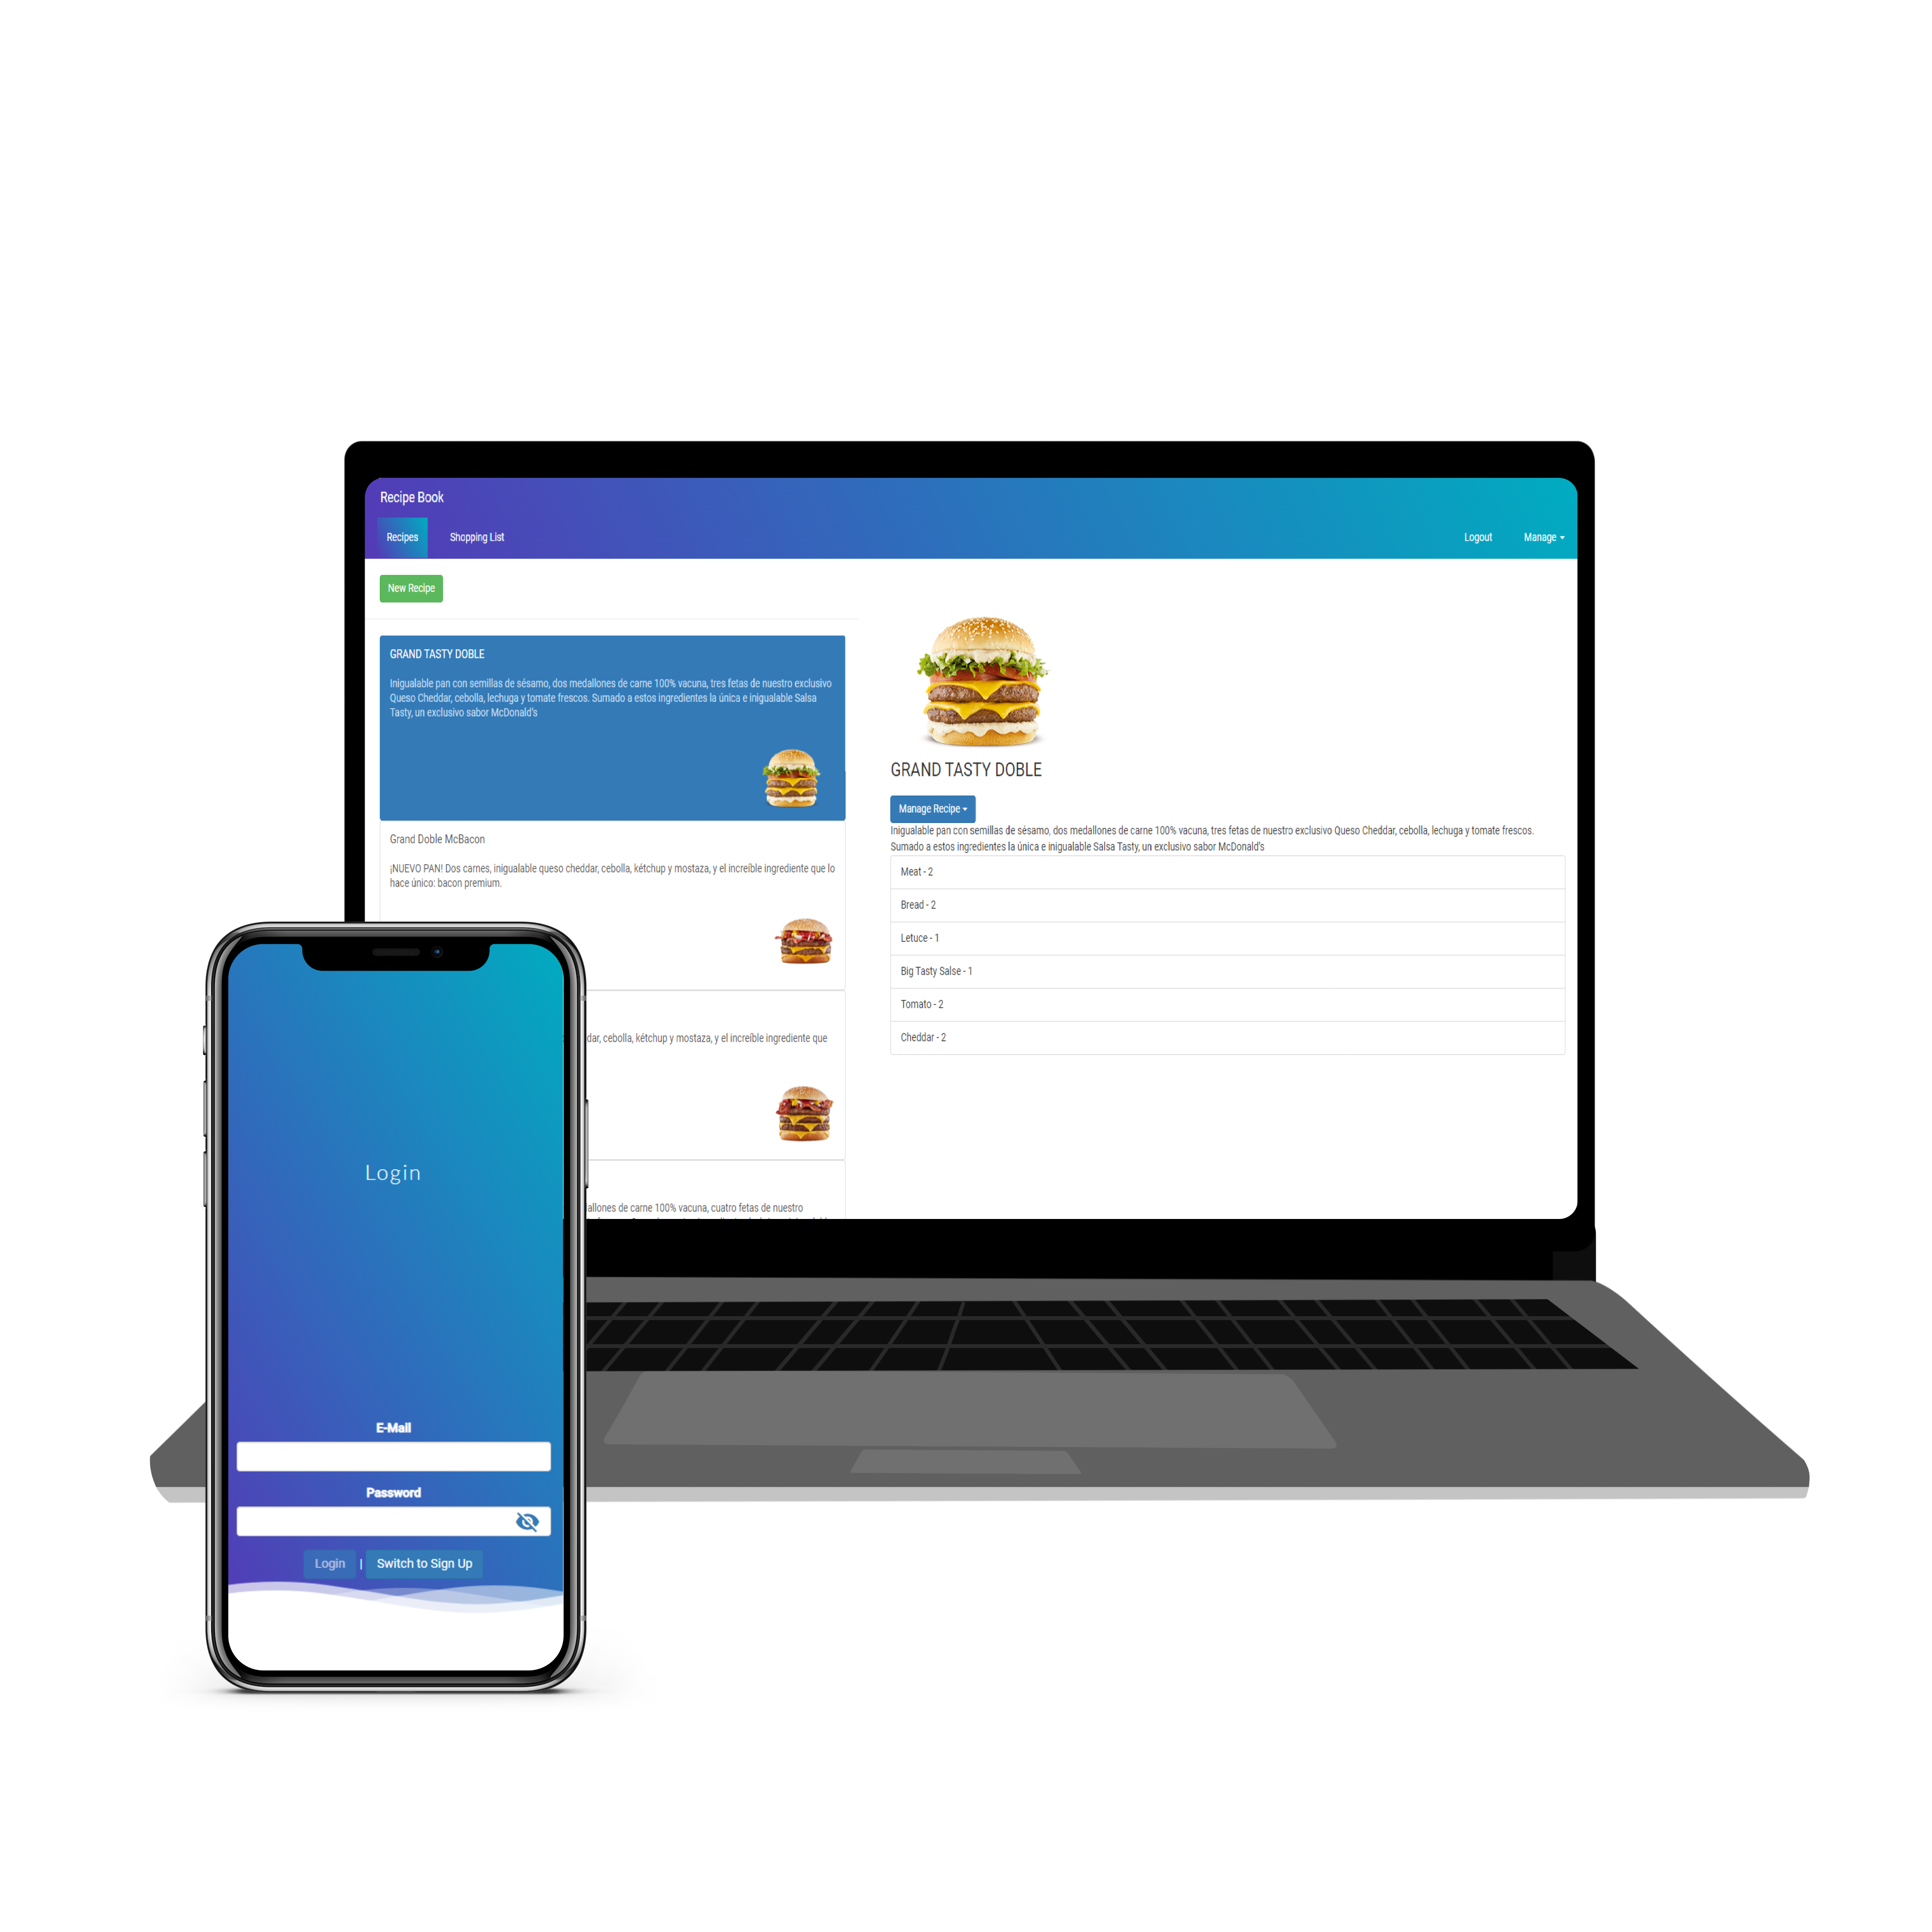 Recipe Book
Recipes
Shopping List
Logout
Manage
New Recipe
GRAND TASTY DOBLE
Inigualable pan con semillas de sésamo, dos medallones de carne 100% vacuna, tres fetas de nuestro exclusivo
Queso Cheddar, cebolla, lechuga y tomate frescos. Sumado a estos ingredientes la única e inigualable Salsa
Tasty, un exclusivo sabor McDonald's
Grand Doble McBacon
¡NUEVO PAN! Dos carnes, inigualable queso cheddar, cebolla, kétchup y mostaza, y el increíble ingrediente que lo
hace único: bacon premium.
dar, cebolla, kétchup y mostaza, y el increíble ingrediente que
allones de carne 100% vacuna, cuatro fetas de nuestro
GRAND TASTY DOBLE
Manage Recipe
Inigualable pan con semillas de sésamo, dos medallones de carne 100% vacuna, tres fetas de nuestro exclusivo Queso Cheddar, cebolla, lechuga y tomate frescos.
Sumado a estos ingredientes la única e inigualable Salsa Tasty, un exclusivo sabor McDonald's
Meat - 2
Bread - 2
Letuce - 1
Big Tasty Salse - 1
Tomato - 2
Cheddar - 2
Login
E-Mail
Password
Login | Switch to Sign Up